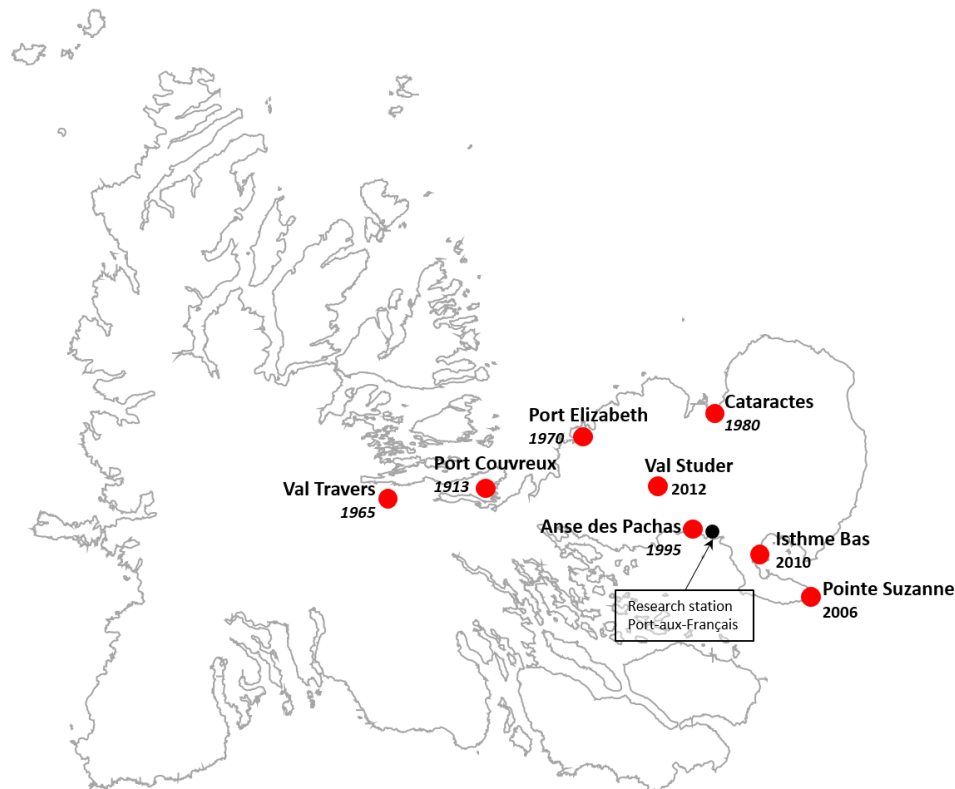 Cataractes
1980
Port Elizabeth
1970
Port Couvreux
1913
Val Studer
2012
Val Travers
1965
Anse des Pachas
1995
Isthme Bas
2010
Pointe Suzanne
2006
Research station
Port-aux-Français